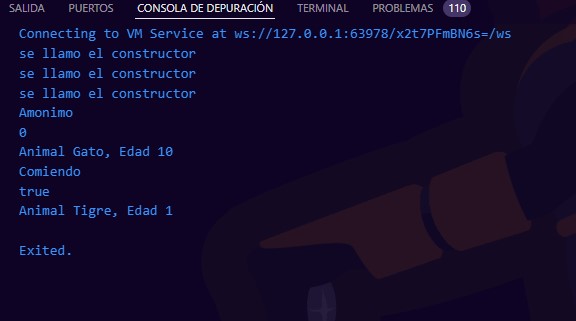 SALIDA PUERTOS CONSOLA DE DEPURACIÓN TERMINAL PROBLEMAS 110
Connecting to VM Service at ws://127.0.0.1:63978/x2t7PFmBN6s=/ws
se llamo el constructor
se llamo el constructor
se llamo el constructor
Amonimo
0
Animal Gato, Edad 10
Comiendo
true
Animal Tigre, Edad 1
Exited.